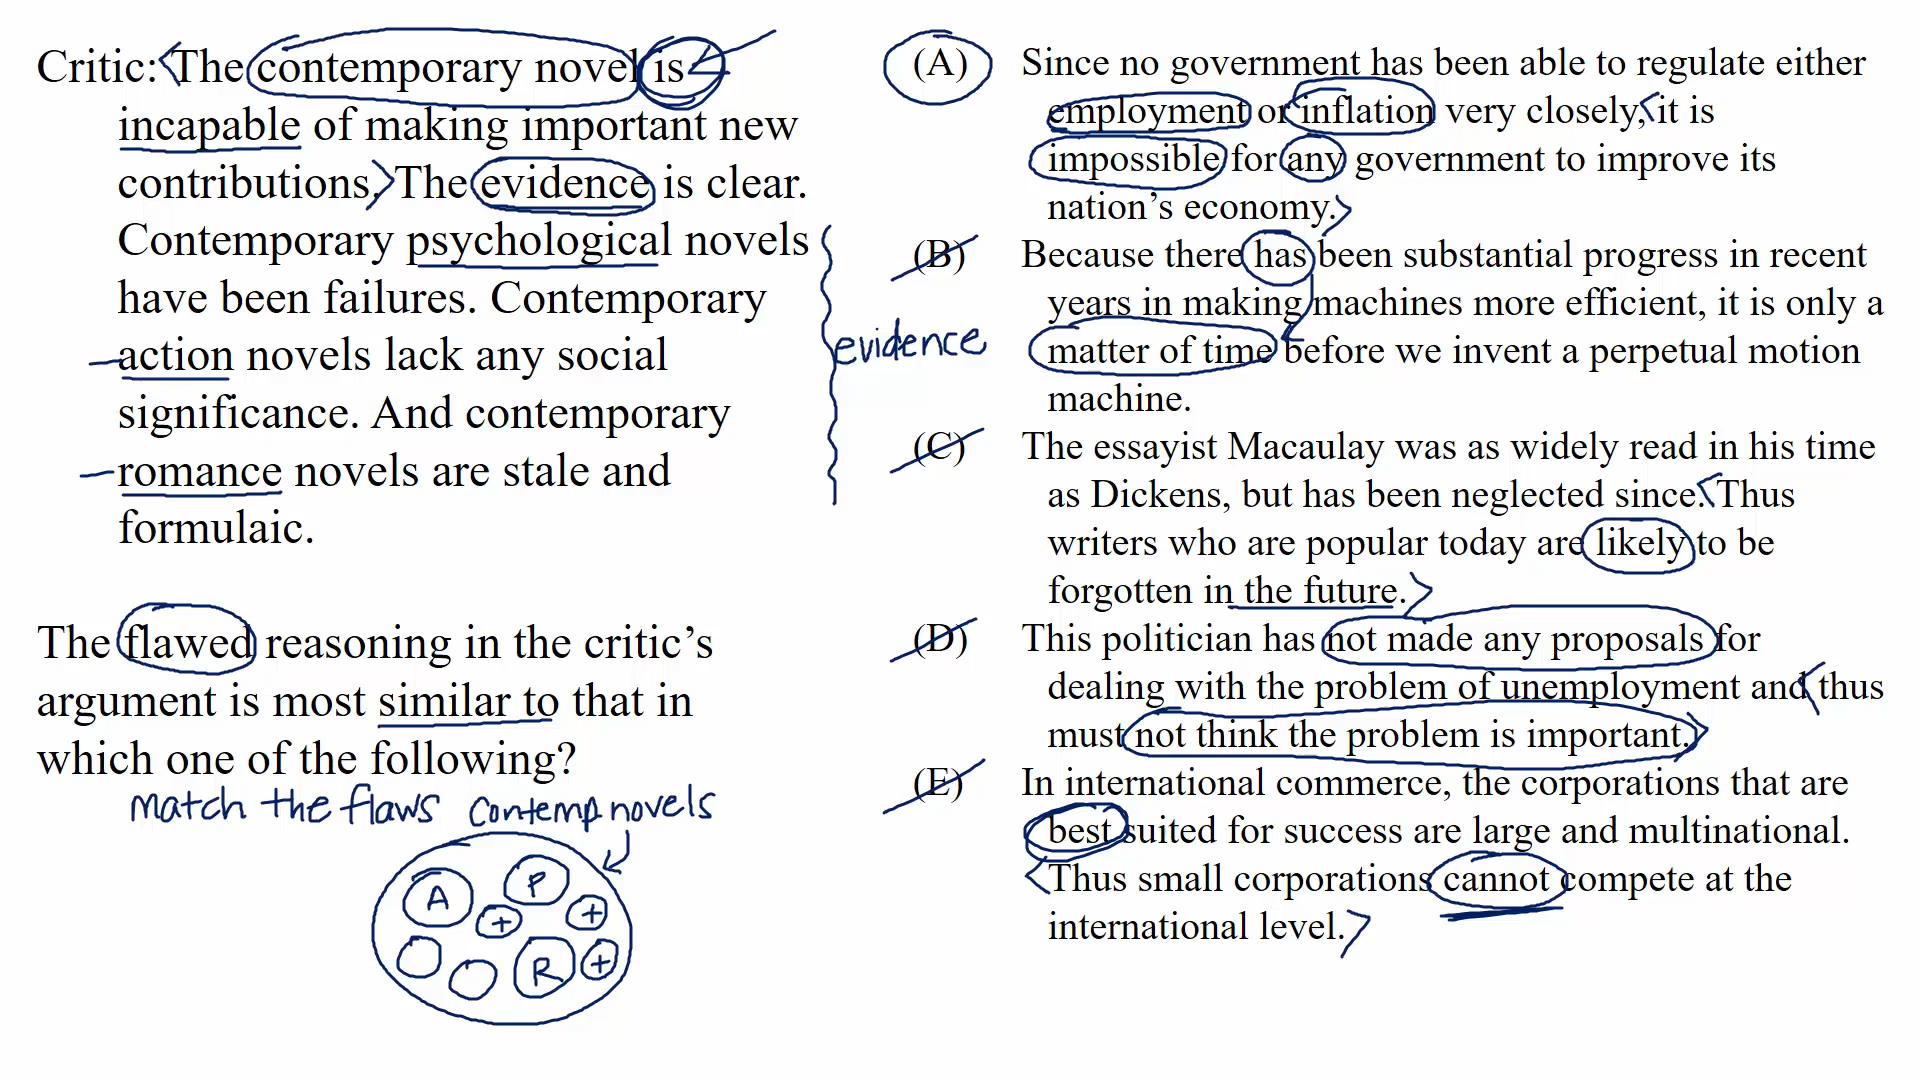 Critic: The contemporary novel is
incapable of making important new
contributions. The evidence is clear.
Contemporary psychological novels
have been failures. Contemporary
action novels lack any social
significance. And contemporary
romance novels are stale and
formulaic.
evidence
The flawed reasoning in the critic's
argument is most similar to that in
which one of the following?
match the flaws
contemp. novels
A P + +
R +
(A) Since no government has been able to regulate either
employment or inflation very closely, it is
impossible for any government to improve its
nation's economy.
(B) Because there has been substantial progress in recent
years in making machines more efficient, it is only a
matter of time before we invent a perpetual motion
machine.
(C) The essayist Macaulay was as widely read in his time
as Dickens, but has been neglected since. Thus
writers who are popular today are likely to be
forgotten in the future.
(D) This politician has not made any proposals for
dealing with the problem of unemployment and thus
must not think the problem is important.
(E) In international commerce, the corporations that are
best suited for success are large and multinational.
Thus small corporations cannot compete at the
international level.